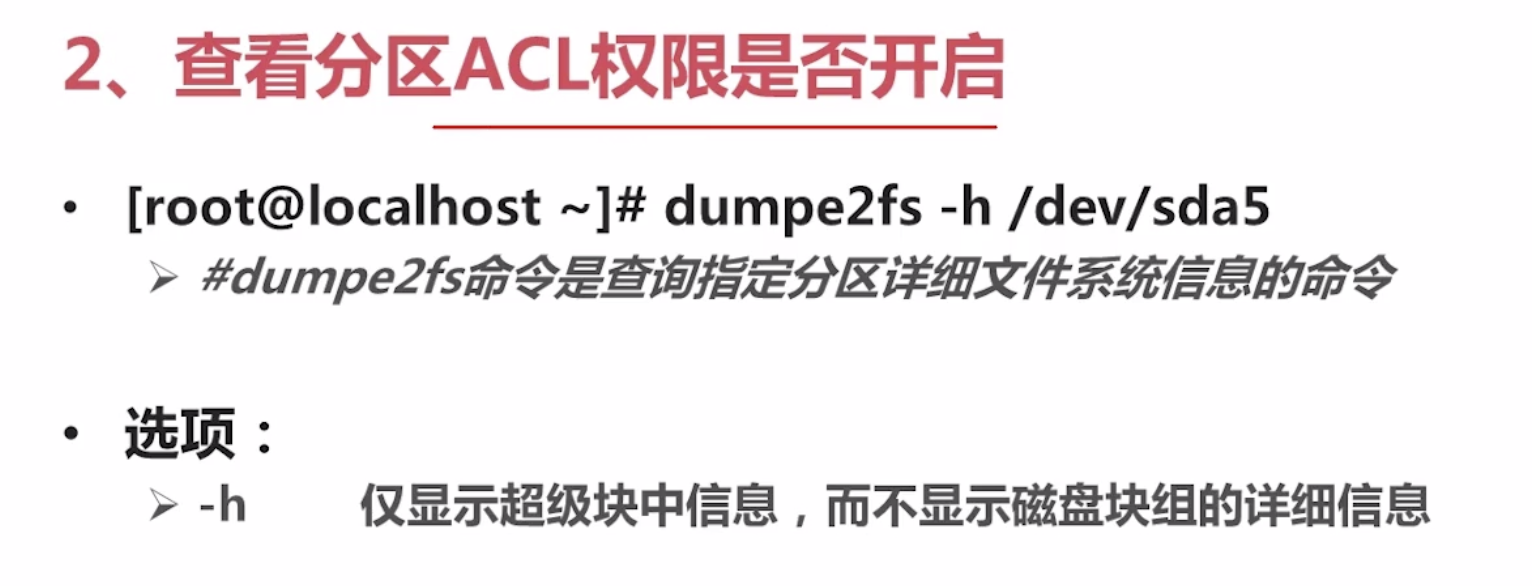 2、查看分区ACL权限是否开启
• [root@localhost ~]# dumpe2fs -h /dev/sda5
➢ #dumpe2fs命令是查询指定分区详细文件系统信息的命令
• 选项：
➢ -h 仅显示超级块中信息，而不显示磁盘块组的详细信息